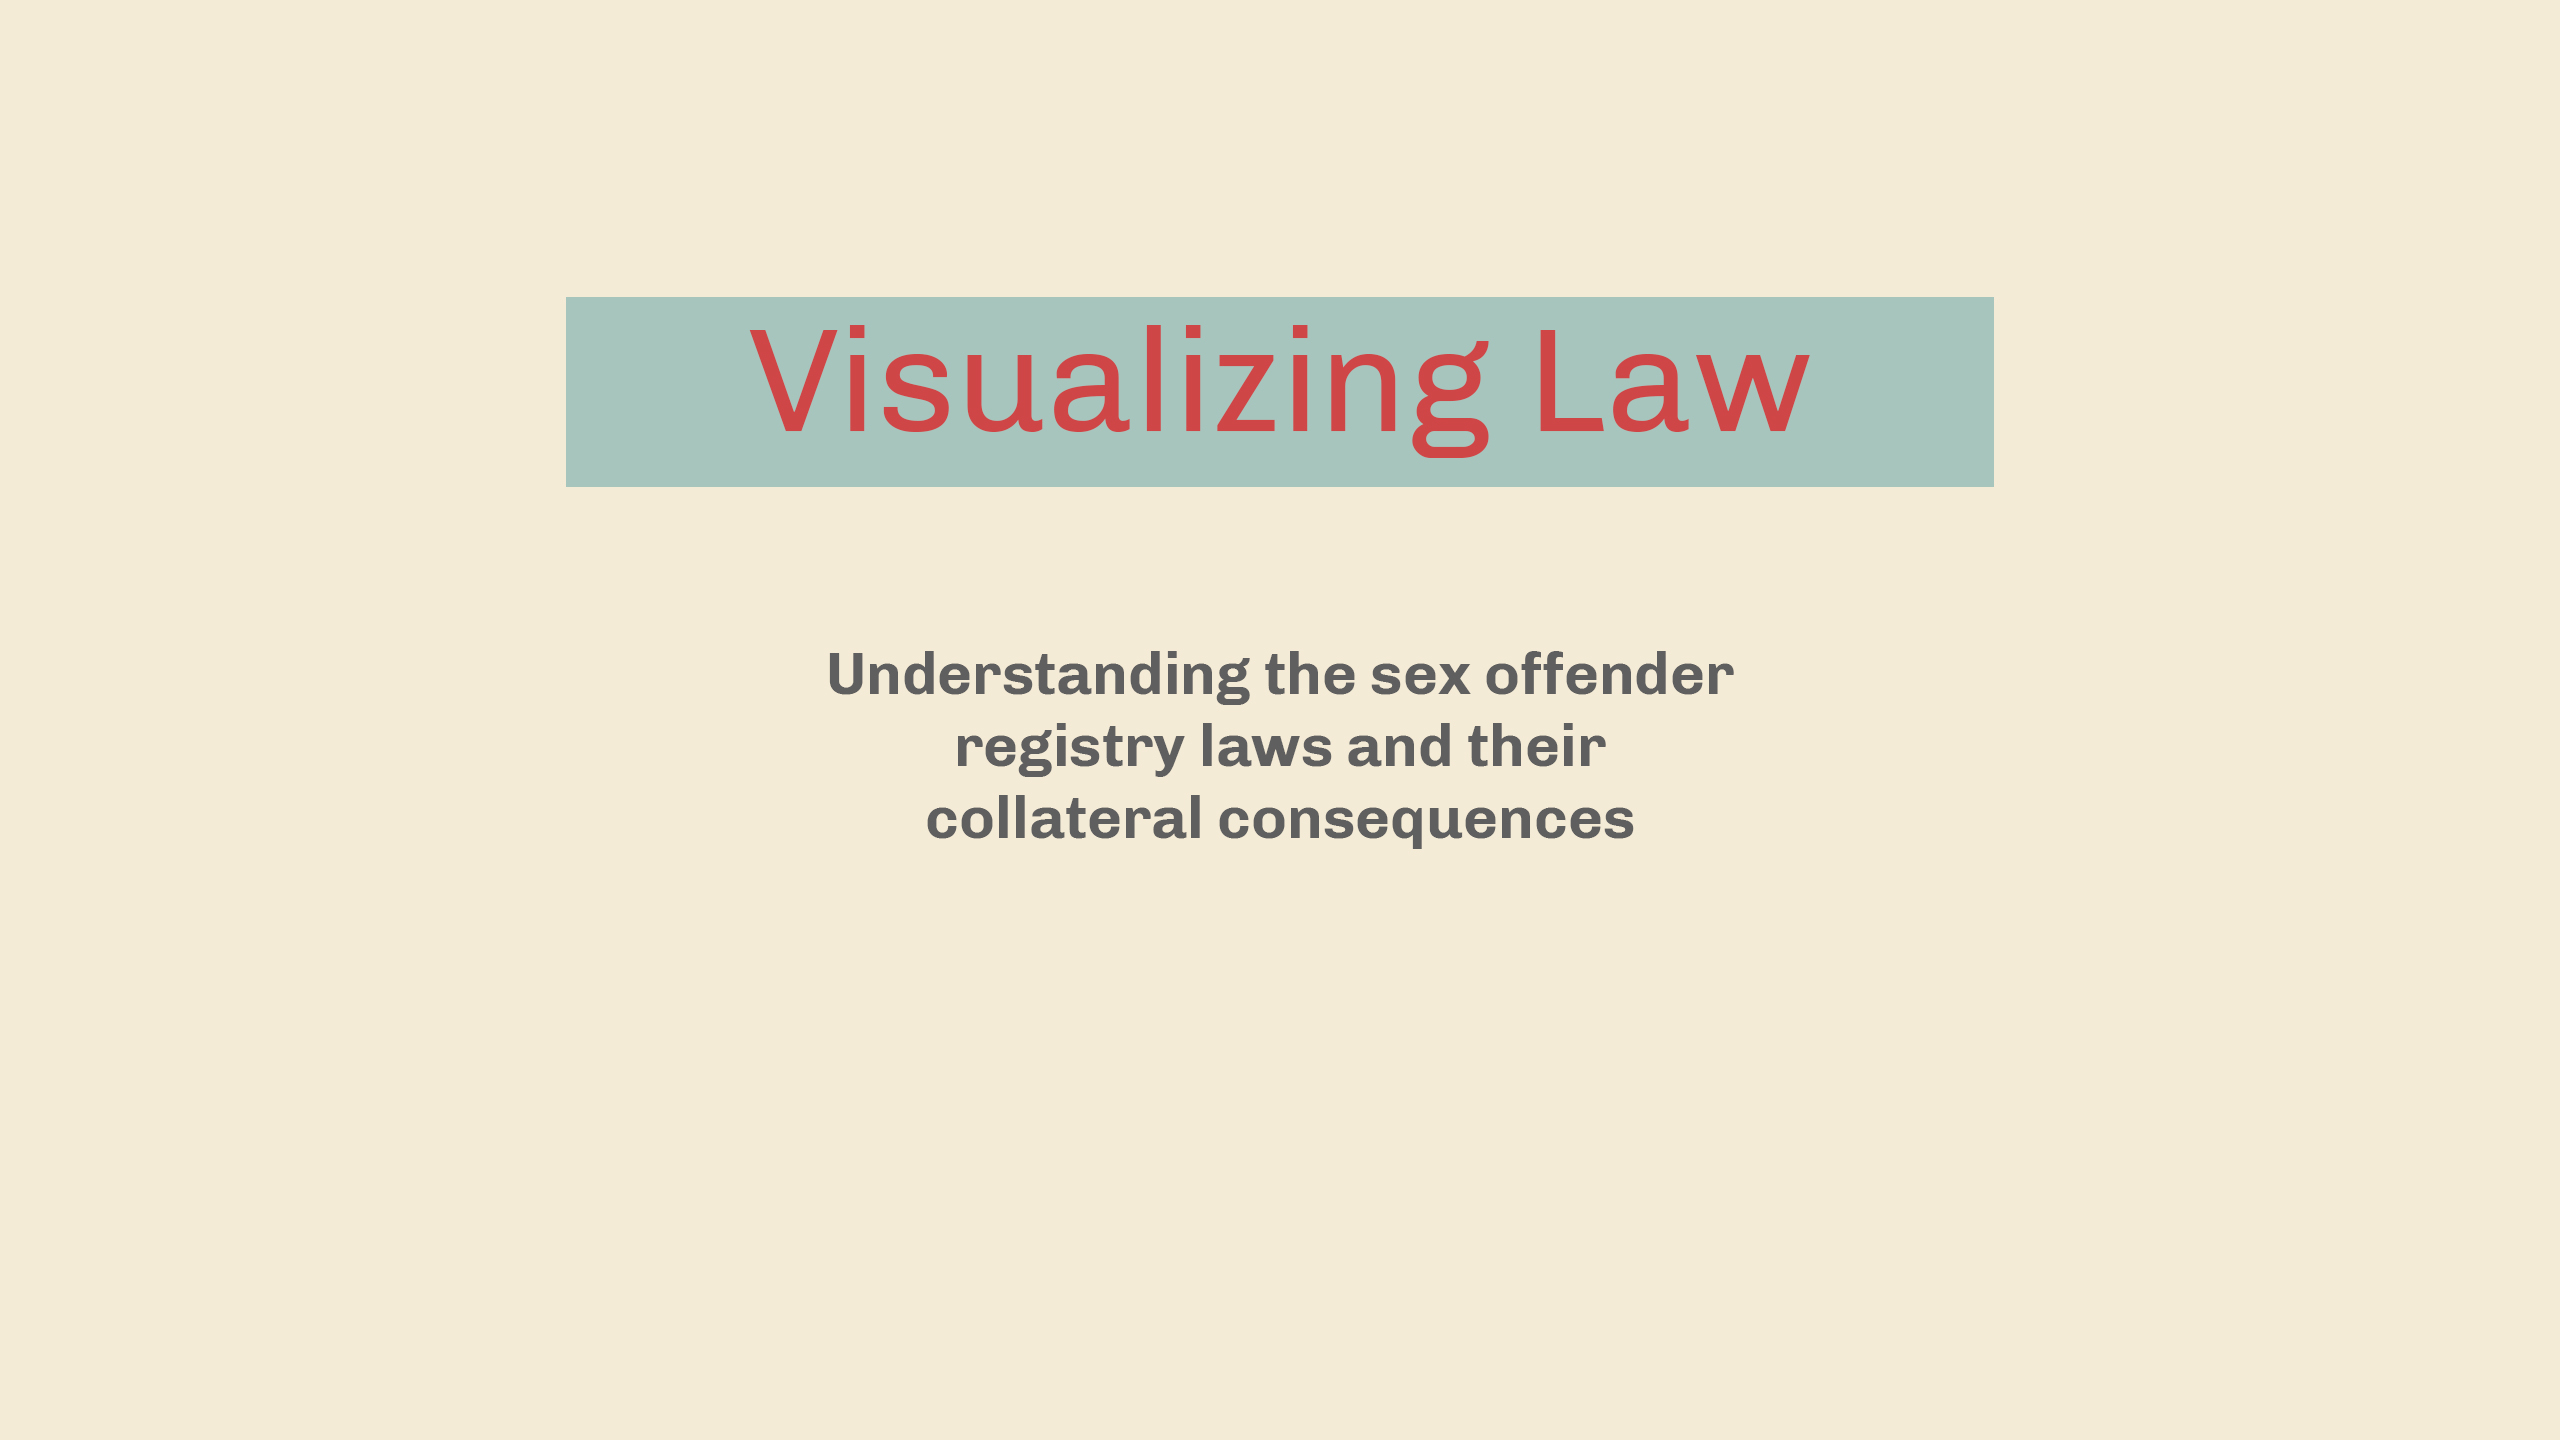 Visualizing Law
Understanding the sex offender
registry laws and their
collateral consequences